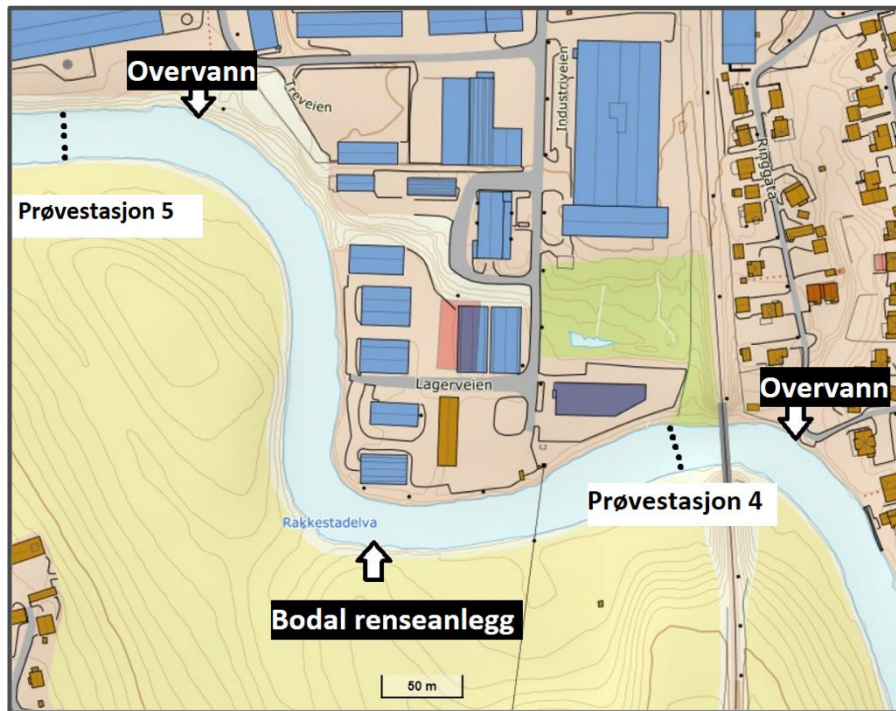 Overvann
Treveien
Industriveien
Ringgata
Prøvestasjon 5
Lagerveien
Overvann
Prøvestasjon 4
Rakkestadelva
Bodal renseanlegg
50 m